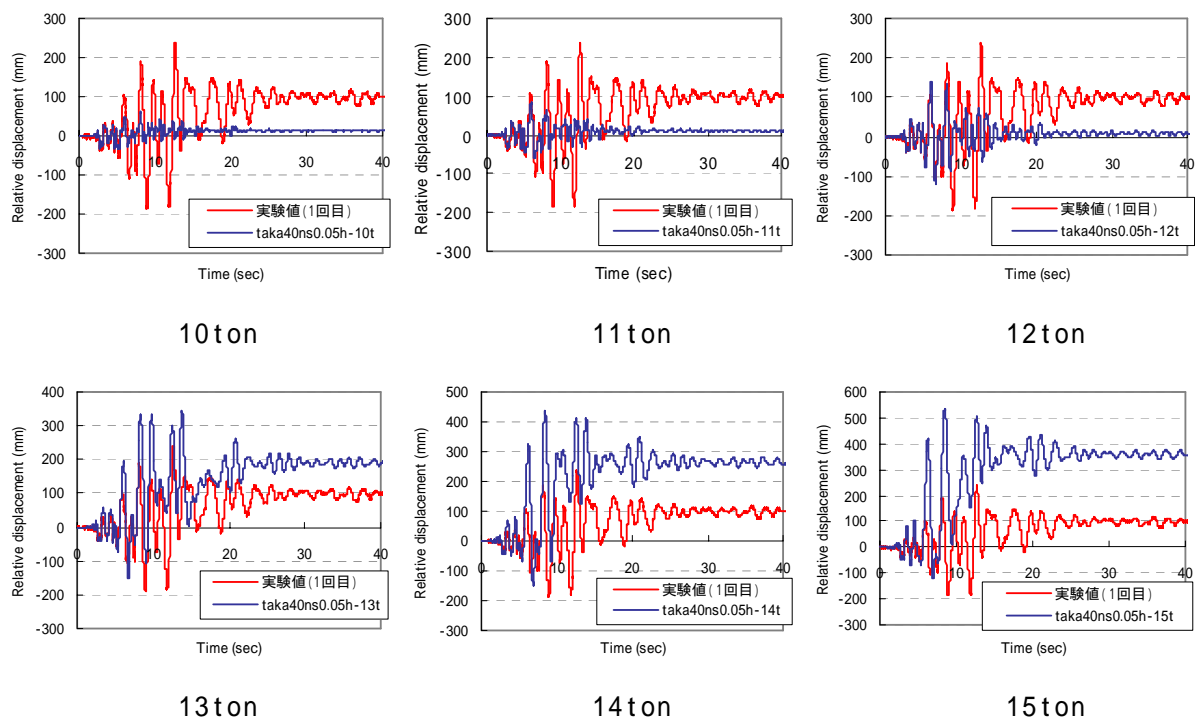 Relative displacement (mm)
300
200
100
0
-100
-200
-300
0 10 20 30 40
実験値(1回目)
taka40ns0.05h-10t
Time (sec)
10ton
Relative displacement (mm)
300
200
100
0
-100
-200
-300
0 10 20 30 40
実験値(1回目)
taka40ns0.05h-11t
Time (sec)
11ton
Relative displacement (mm)
300
200
100
0
-100
-200
-300
0 10 20 30 40
実験値(1回目)
taka40ns0.05h-12t
Time (sec)
12ton
Relative displacement (mm)
400
300
200
100
0
-100
-200
-300
0 10 20 30 40
実験値(1回目)
taka40ns0.05h-13t
Time (sec)
13ton
Relative displacement (mm)
500
400
300
200
100
0
-100
-200
-300
0 10 20 30 40
実験値(1回目)
taka40ns0.05h-14t
Time (sec)
14ton
Relative displacement (mm)
600
500
400
300
200
100
0
-100
-200
-300
0 10 20 30 40
実験値(1回目)
taka40ns0.05h-15t
Time (sec)
15ton